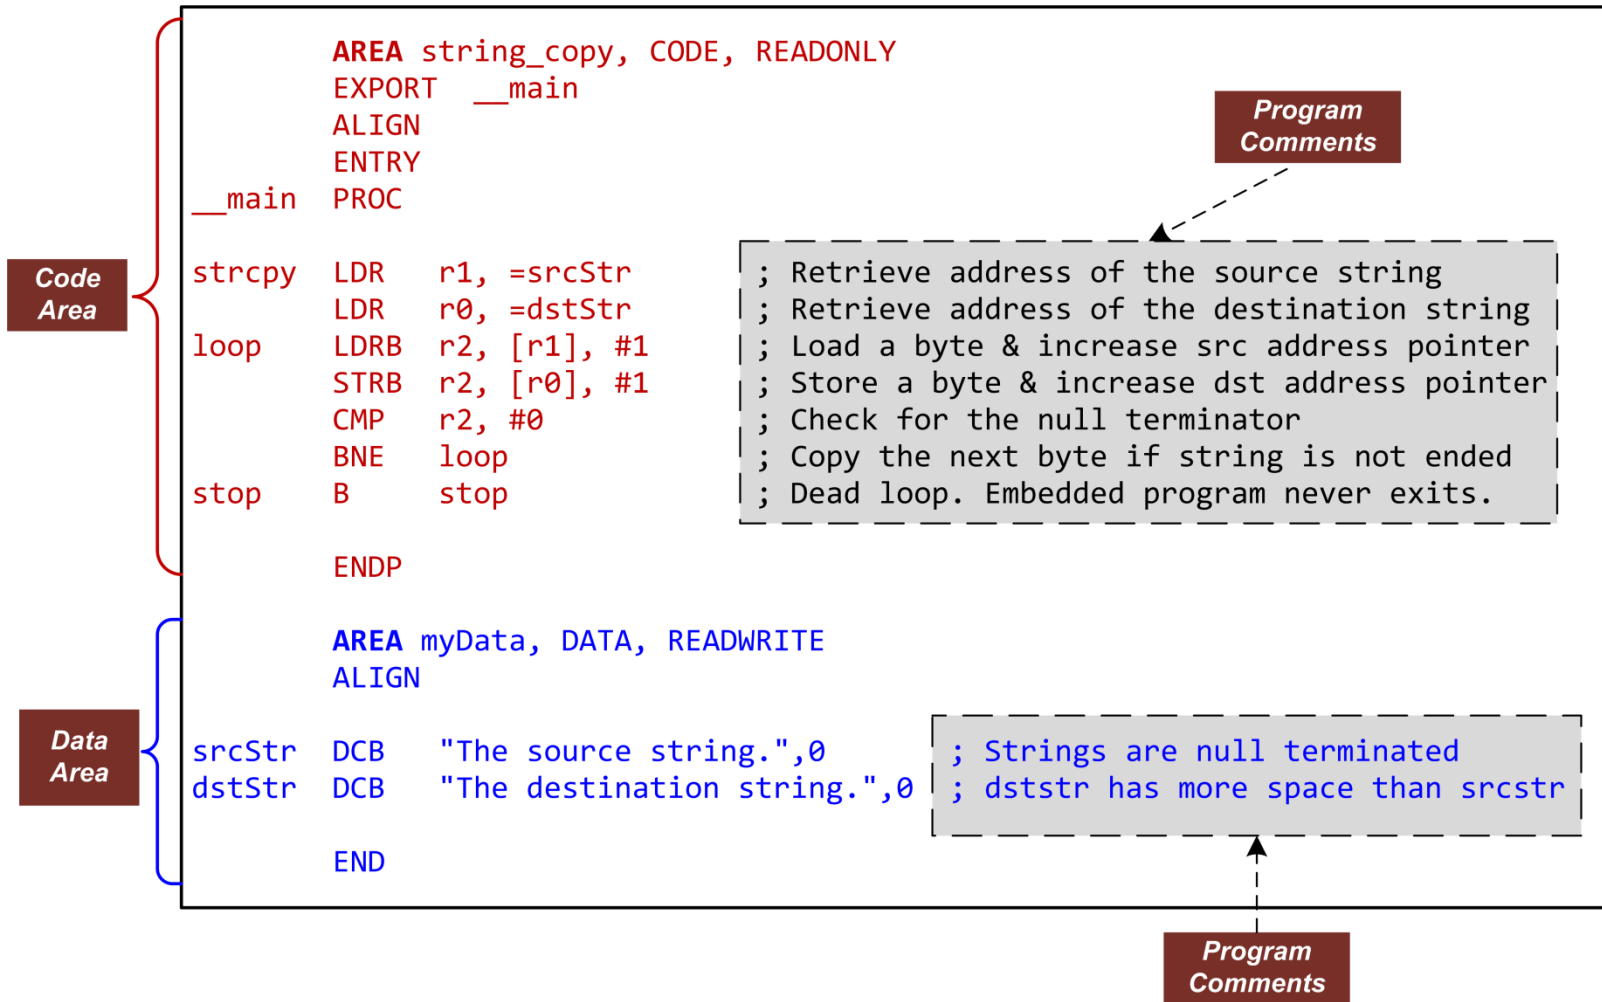 AREA string_copy, CODE, READONLY
EXPORT __main
ALIGN
ENTRY
__main PROC
Program
Comments
Code
Area
strcpy LDR r1, =srcStr ; Retrieve address of the source string
LDR r0, =dstStr ; Retrieve address of the destination string
loop LDRB r2, [r1], #1 ; Load a byte & increase src address pointer
STRB r2, [r0], #1 ; Store a byte & increase dst address pointer
CMP r2, #0 ; Check for the null terminator
BNE loop ; Copy the next byte if string is not ended
stop B stop ; Dead loop. Embedded program never exits.
ENDP
AREA myData, DATA, READWRITE
ALIGN
Data
Area
srcStr DCB "The source string.",0 ; Strings are null terminated
dstStr DCB "The destination string.",0 ; dststr has more space than srcstr
END
Program
Comments